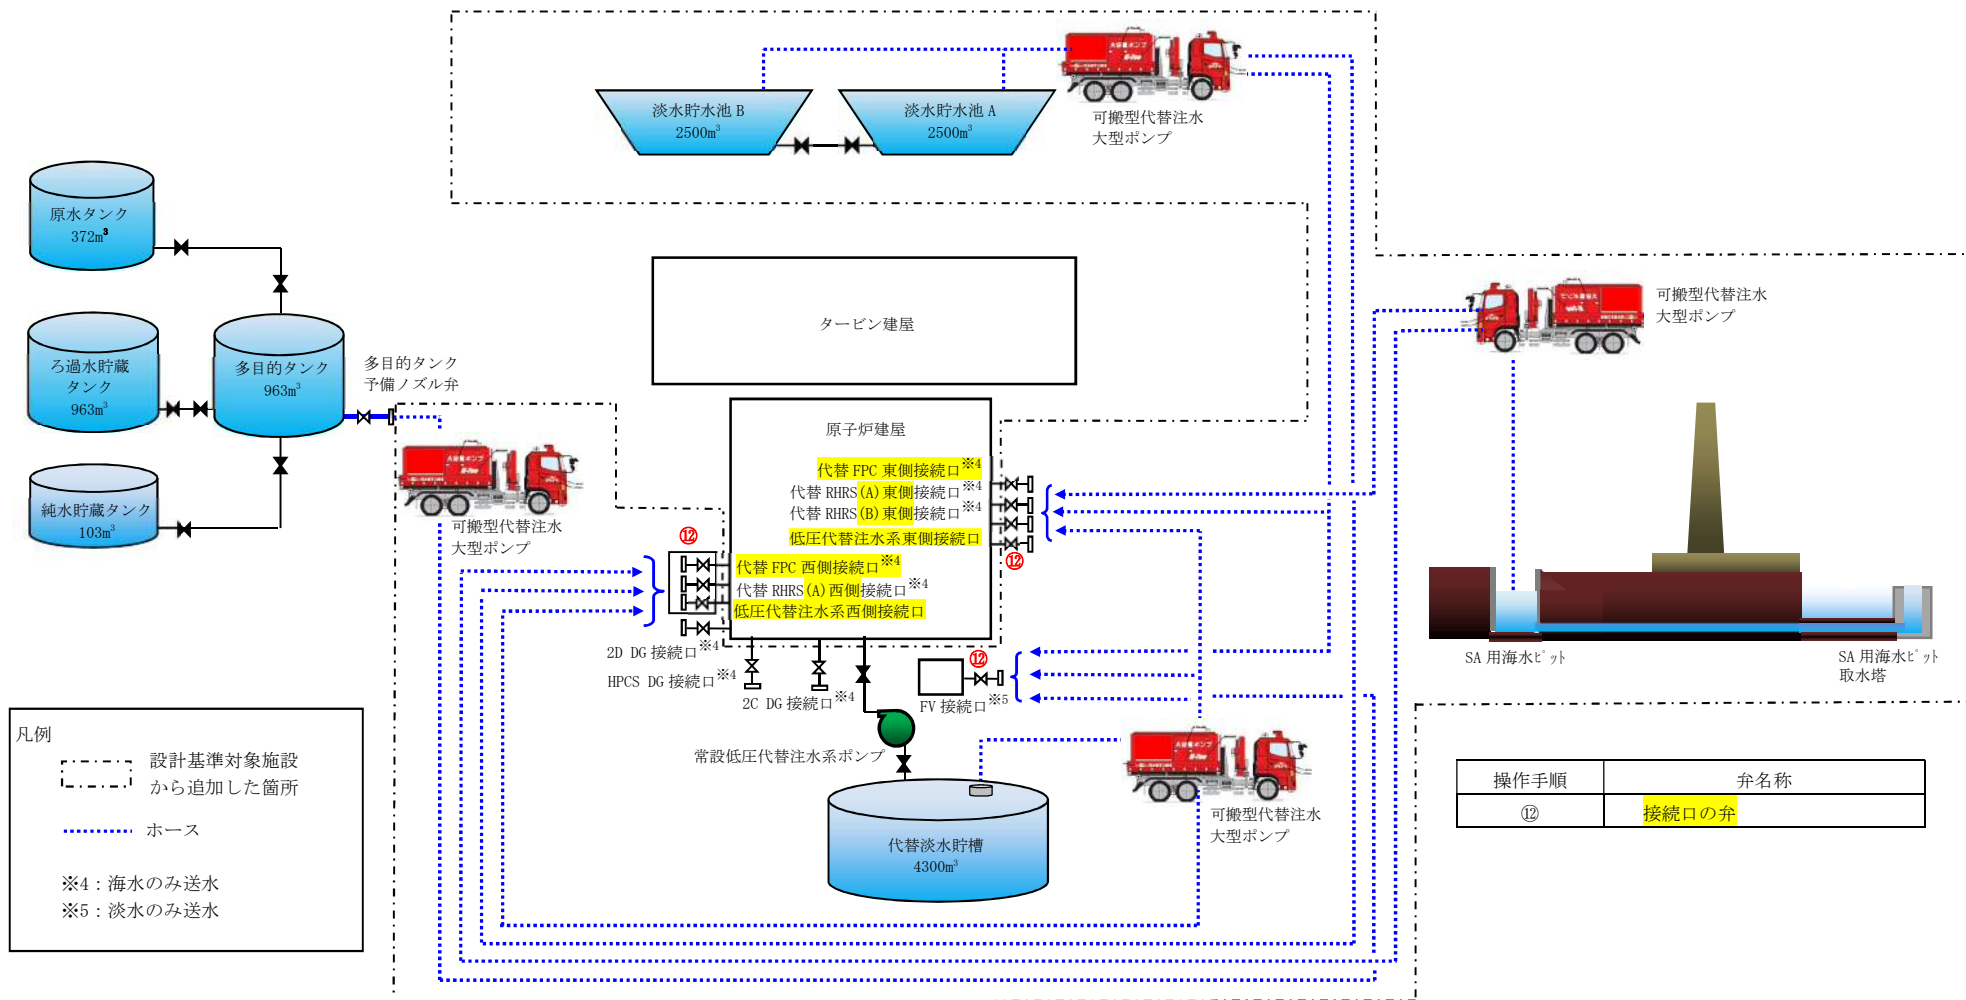 淡水貯水池 B
2500m³
淡水貯水池 A
2500m³
可搬型代替注水
大型ポンプ
原水タンク
372m³
ろ過水貯蔵
タンク
963m³
多目的タンク
963m³
多目的タンク
予備ノズル弁
純水貯蔵タンク
103m³
可搬型代替注水
大型ポンプ
タービン建屋
可搬型代替注水
大型ポンプ
原子炉建屋
代替 FPC 東側接続口※4
代替 RHRS(A)東側接続口※4
代替 RHRS(B)東側接続口※4
低圧代替注水系東側接続口
⑫
⑫
代替 FPC 西側接続口※4
代替 RHRS(A)西側接続口※4
低圧代替注水系西側接続口
2D DG 接続口※4
HPCS DG 接続口※4
2C DG 接続口※4
⑫
FV 接続口※5
常設低圧代替注水系ポンプ
代替淡水貯槽
4300m³
可搬型代替注水
大型ポンプ
SA 用海水ﾋﾟｯﾄ
SA 用海水ﾋﾟｯﾄ
取水塔
凡例
設計基準対象施設
から追加した箇所
ホース
※4：海水のみ送水
※5：淡水のみ送水
操作手順 弁名称
⑫ 接続口の弁